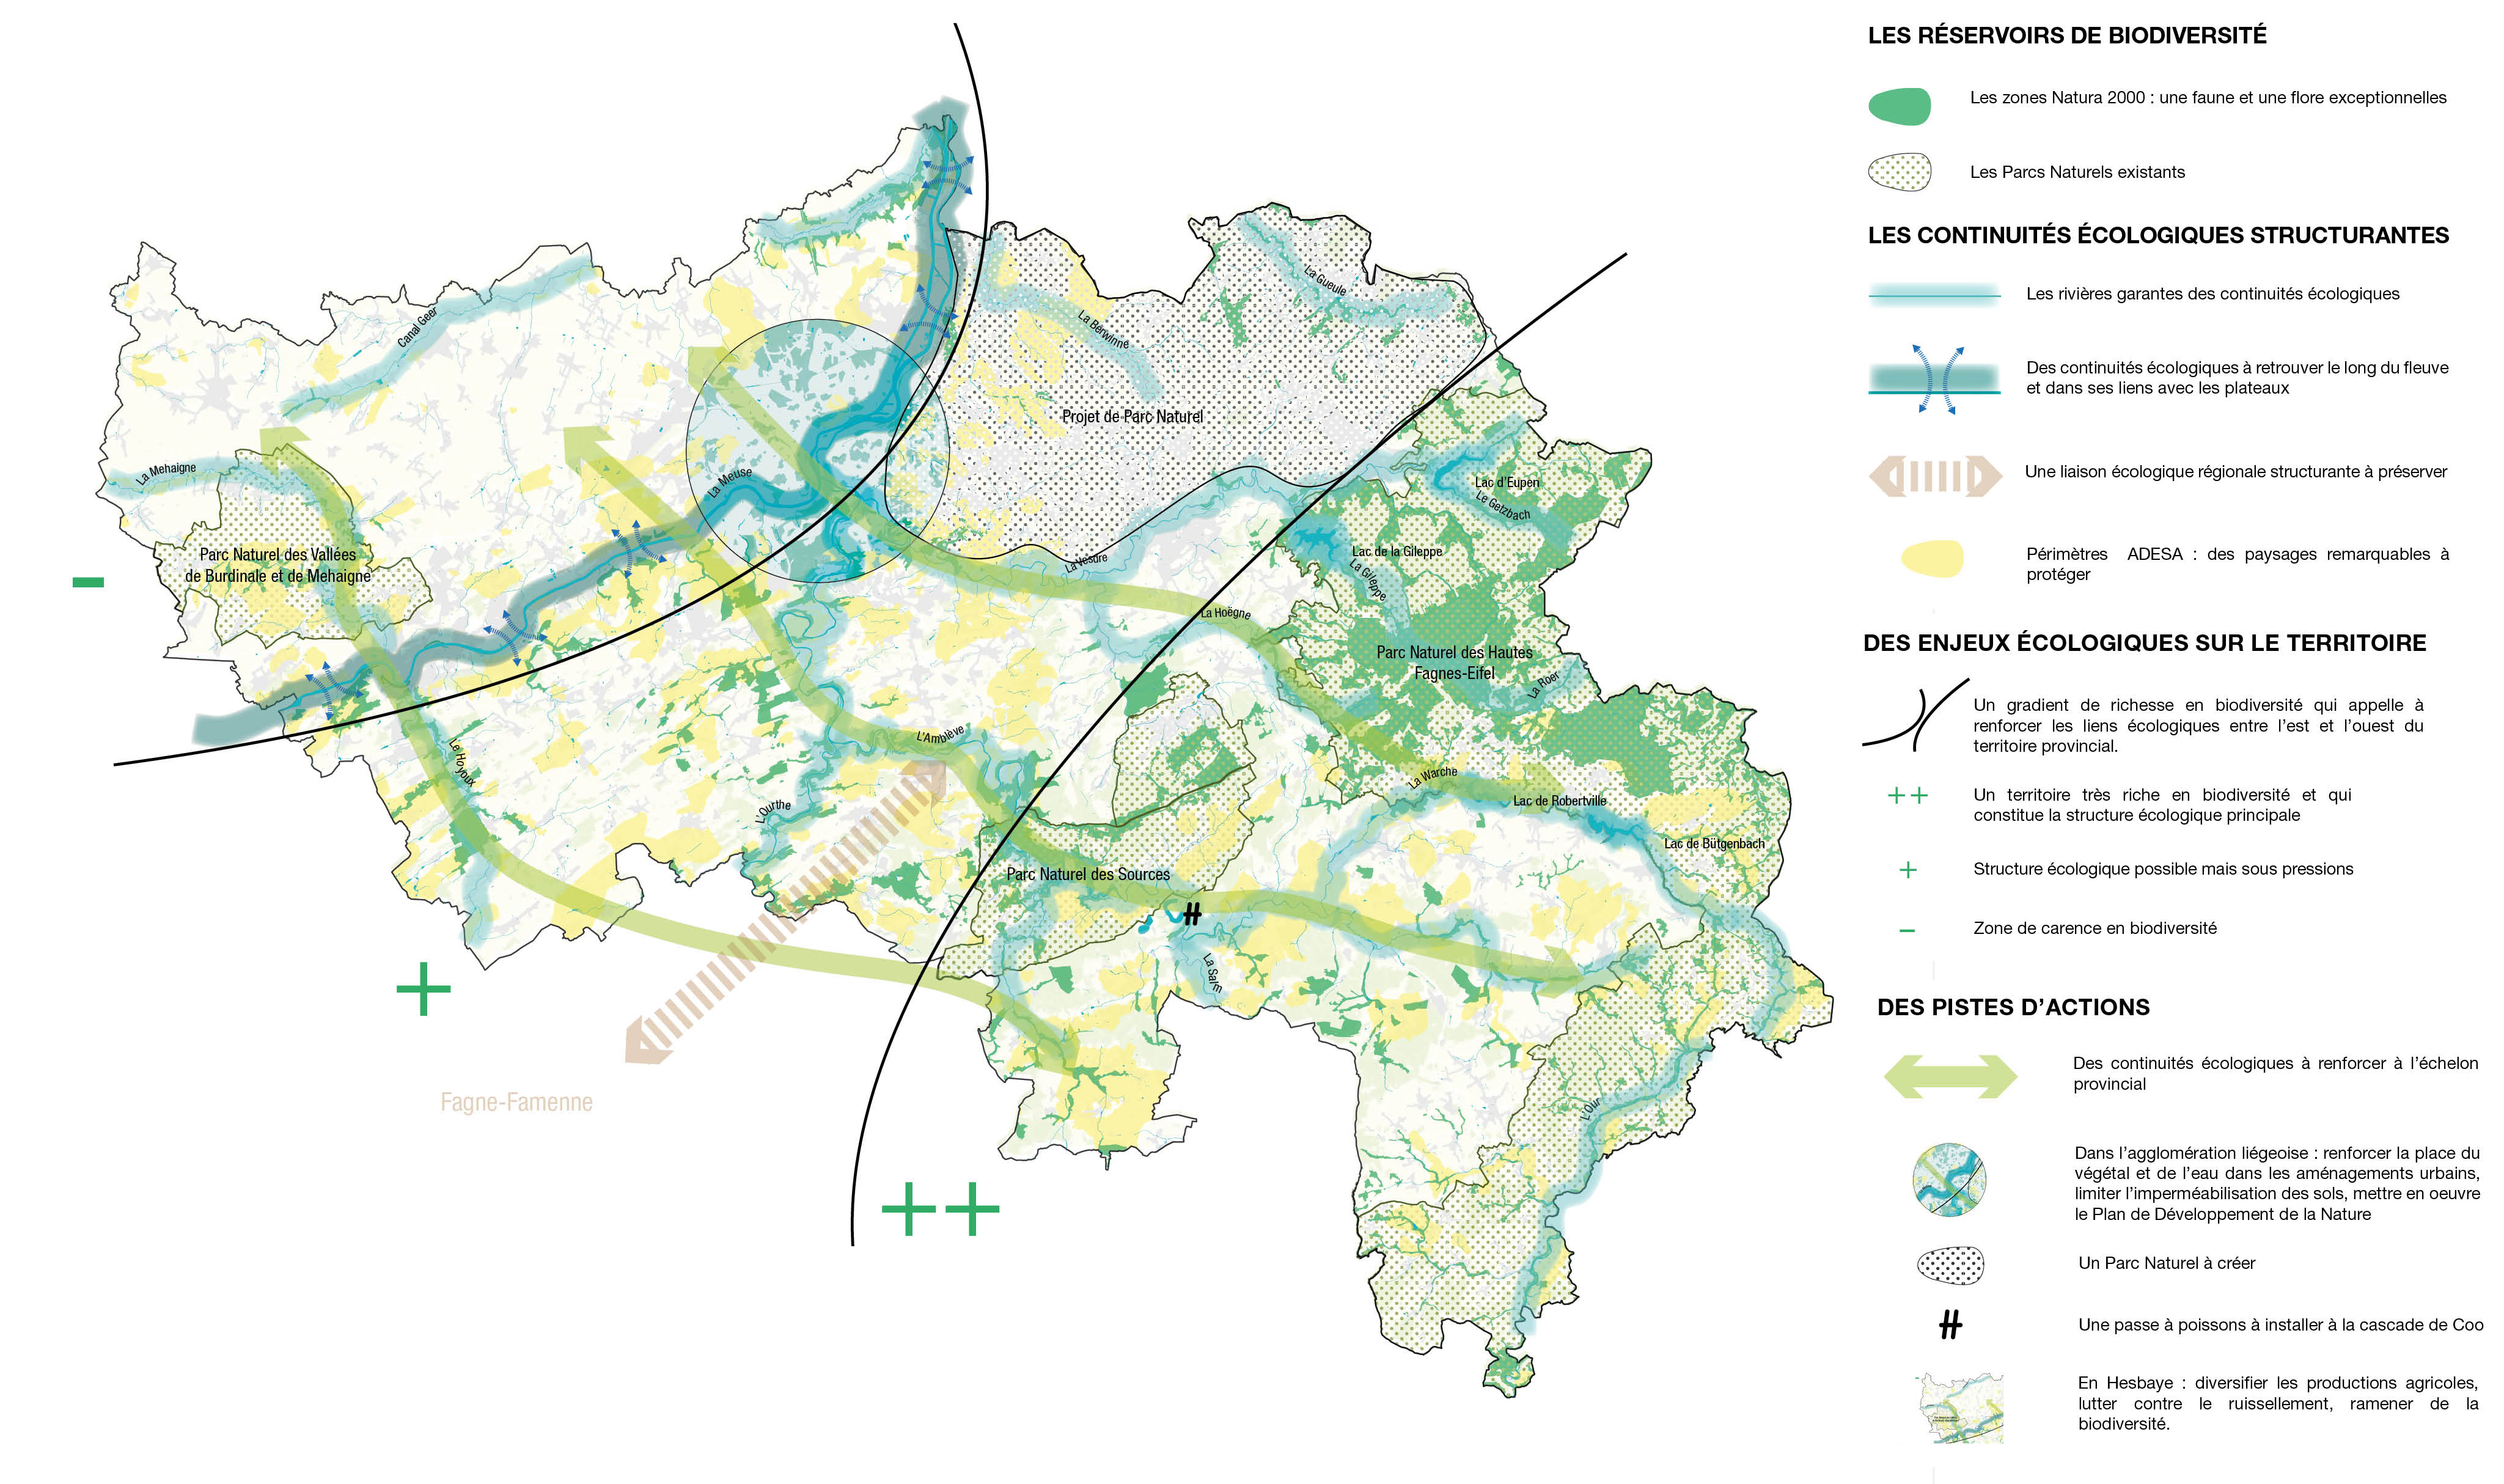 Canal Geer
La Mehaigne
Parc Naturel des Vallées
de Burdinale et de Mehaigne
-
La Meuse
La Berwinne
La Gueule
Projet de Parc Naturel
Lac d'Eupen
Le Getzbach
Lac de la Gileppe
La Gileppe
La Vesdre
La Hoëgne
Parc Naturel des Hautes
Fagnes-Eifel
La Roer
L'Amblève
Le Hoyoux
L'Ourthe
La Warche
Lac de Robertville
Lac de Bütgenbach
Parc Naturel des Sources
#
La Salm
+
Fagne-Famenne
L'Our
++
LES RÉSERVOIRS DE BIODIVERSITÉ
Les zones Natura 2000 : une faune et une flore exceptionnelles
Les Parcs Naturels existants
LES CONTINUITÉS ÉCOLOGIQUES STRUCTURANTES
Les rivières garantes des continuités écologiques
Des continuités écologiques à retrouver le long du fleuve
et dans ses liens avec les plateaux
Une liaison écologique régionale structurante à préserver
Périmètres ADESA : des paysages remarquables à
protéger
DES ENJEUX ÉCOLOGIQUES SUR LE TERRITOIRE
Un gradient de richesse en biodiversité qui appelle à
renforcer les liens écologiques entre l'est et l'ouest du
territoire provincial.
++ Un territoire très riche en biodiversité et qui
constitue la structure écologique principale
+ Structure écologique possible mais sous pressions
- Zone de carence en biodiversité
DES PISTES D'ACTIONS
Des continuités écologiques à renforcer à l'échelon
provincial
Dans l'agglomération liégeoise : renforcer la place du
végétal et de l'eau dans les aménagements urbains,
limiter l'imperméabilisation des sols, mettre en oeuvre
le Plan de Développement de la Nature
Un Parc Naturel à créer
# Une passe à poissons à installer à la cascade de Coo
En Hesbaye : diversifier les productions agricoles,
lutter contre le ruissellement, ramener de la
biodiversité.